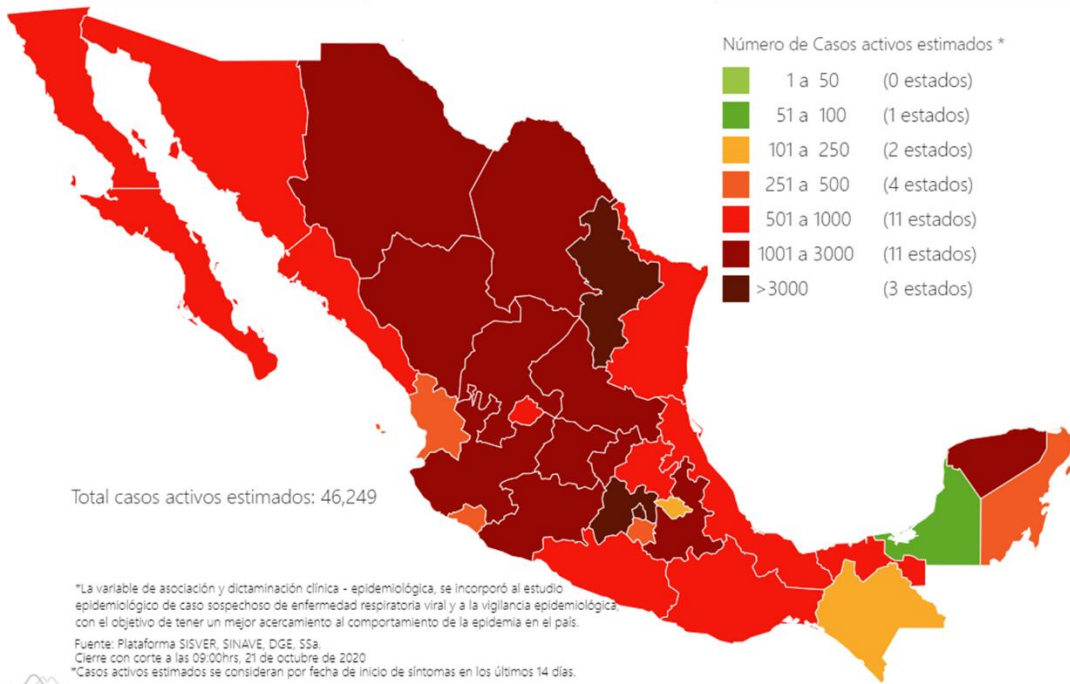 Número de Casos activos estimados *
1 a 50 (0 estados)
51 a 100 (1 estados)
101 a 250 (2 estados)
251 a 500 (4 estados)
501 a 1000 (11 estados)
1001 a 3000 (11 estados)
>3000 (3 estados)
Total casos activos estimados: 46,249
*La variable de asociación y dictaminación clínica - epidemiológica, se incorporó al estudio
epidemiológico de caso sospechoso de enfermedad respiratoria viral y a la vigilancia epidemiológica,
con el objetivo de tener un mejor acercamiento al comportamiento de la epidemia en el país.
Fuente: Plataforma SISVER, SINAVE, DGE, SSa.
Cierre con corte a las 09:00hrs, 21 de octubre de 2020
*Casos activos estimados se consideran por fecha de inicio de síntomas en los últimos 14 días.